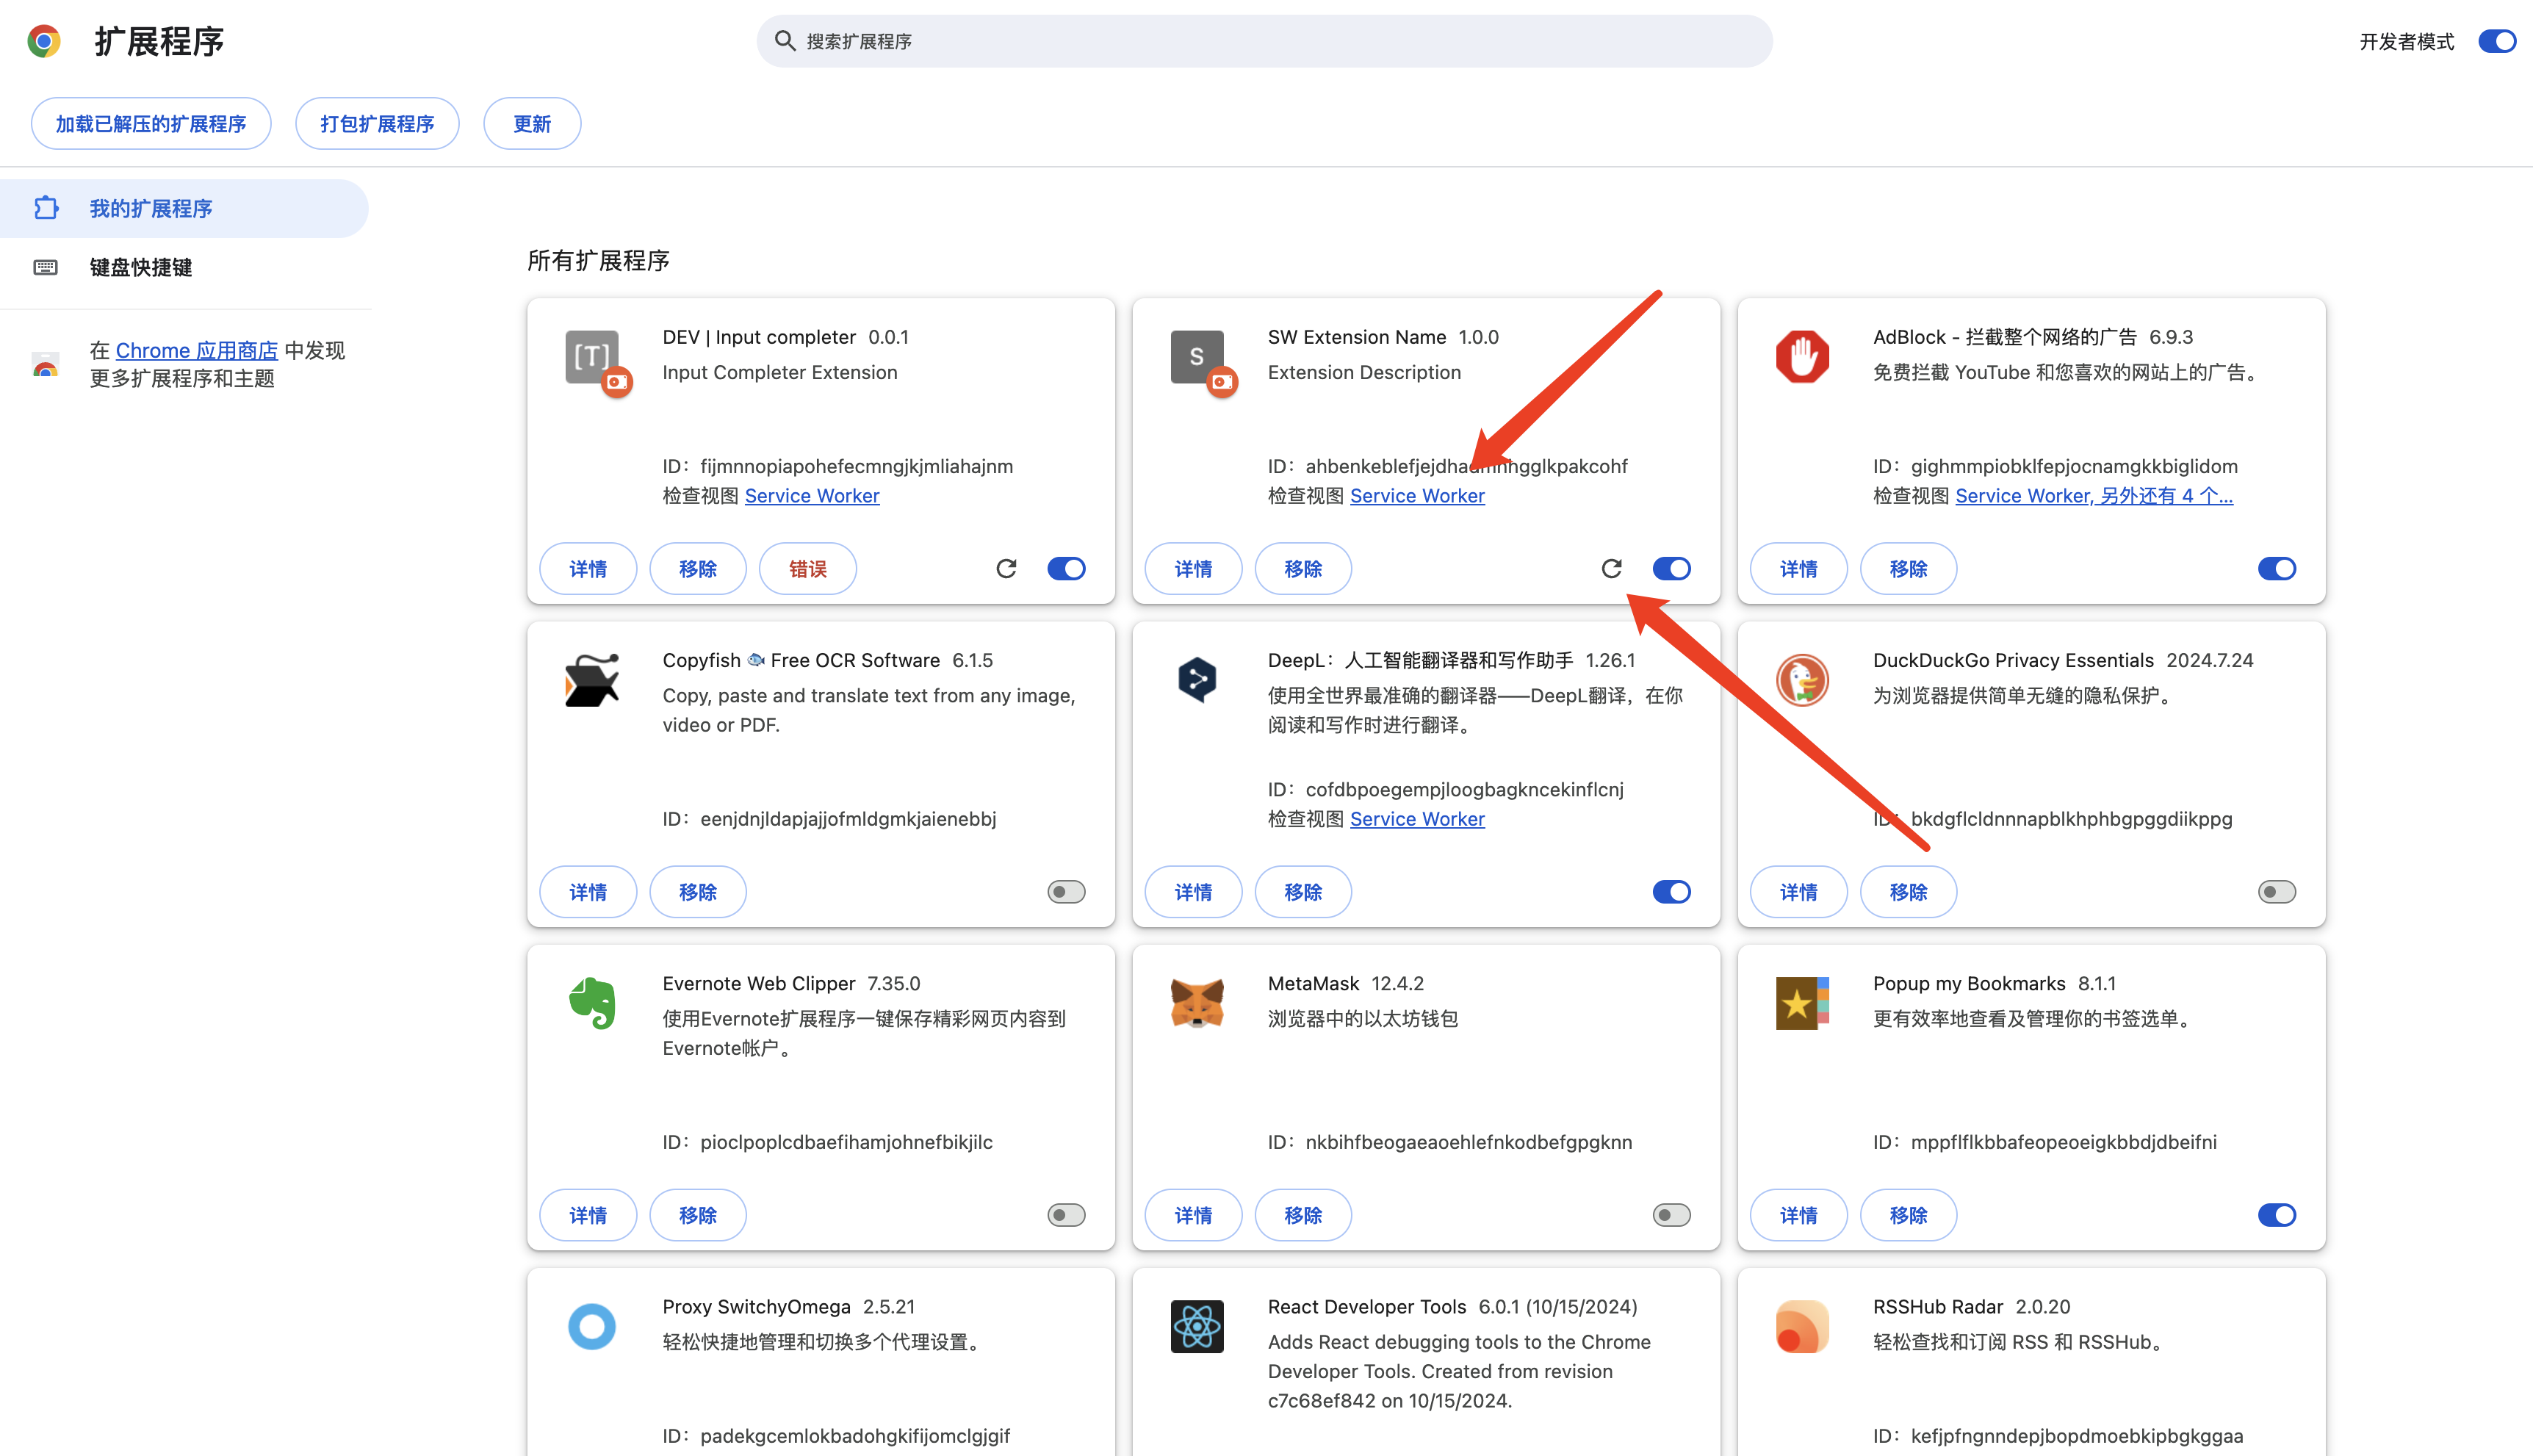 扩展程序
搜索扩展程序
开发者模式
加载已解压的扩展程序
打包扩展程序
更新
我的扩展程序
键盘快捷键
在 Chrome 应用商店 中发现
更多扩展程序和主题
所有扩展程序
[T]
DEV | Input completer 0.0.1
Input Completer Extension
ID：fijmnnopiapohefecmngjkjmliahajnm
检查视图 Service Worker
详情
移除
错误
S
SW Extension Name 1.0.0
Extension Description
ID：
检查视图 Service Worker
详情
移除
AdBlock - 拦截整个网络的广告 6.9.3
免费拦截 YouTube 和您喜欢的网站上的广告。
ID：gighmmpiobklfepjocnamgkkbiglidom
检查视图 Service Worker, 另外还有 4 个...
详情
移除
Copyfish 🐟 Free OCR Software 6.1.5
Copy, paste and translate text from any image,
video or PDF.
ID：eenjdnjldapjajjofmldgmkjaienebbj
详情
移除
DeepL：人工智能翻译器和写作助手 1.26.1
使用全世界最准确的翻译器——DeepL翻译，在你
阅读和写作时进行翻译。
ID：cofdbpoegempjloogbagkncekinflcnj
检查视图 Service Worker
详情
移除
DuckDuckGo Privacy Essentials 2024.7.24
为浏览器提供简单无缝的隐私保护。
ID：bkdgflcldnnnapblkhphbgpggdiikppg
详情
移除
Evernote Web Clipper 7.35.0
使用Evernote扩展程序一键保存精彩网页内容到
Evernote帐户。
ID：pioclpoplcdbaefihamjohnefbikjilc
详情
移除
MetaMask 12.4.2
浏览器中的以太坊钱包
ID：nkbihfbeogaeaoehlefnkodbefgpgknn
详情
移除
Popup my Bookmarks 8.1.1
更有效率地查看及管理你的书签选单。
ID：mppflflkbbafeopeoeigkbbdjdbeifni
详情
移除
Proxy SwitchyOmega 2.5.21
轻松快捷地管理和切换多个代理设置。
ID：padekgcemlokbadohgkifijomclgjgif
React Developer Tools 6.0.1 (10/15/2024)
Adds React debugging tools to the Chrome
Developer Tools. Created from revision
c7c68ef842 on 10/15/2024.
RSSHub Radar 2.0.20
轻松查找和订阅 RSS 和 RSSHub。
ID：kefjpfngnndepjbopdmoebkipbgkggaa